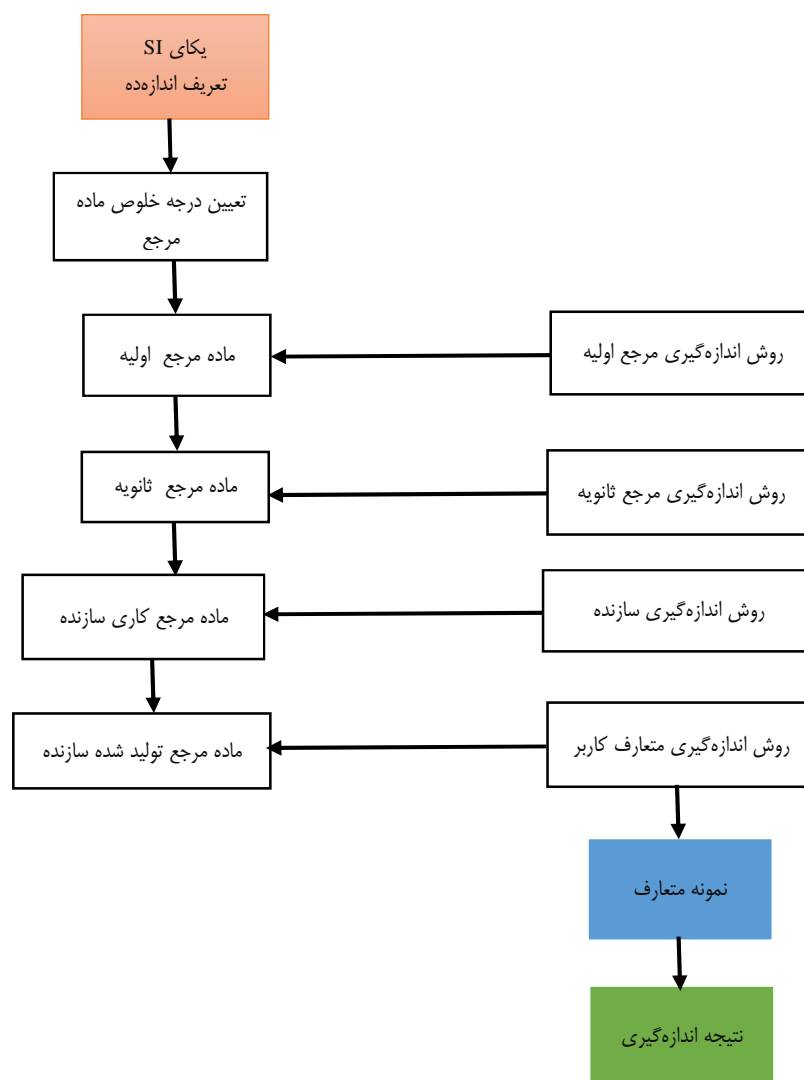 یکای SI
تعریف اندازه‌ده
تعیین درجه خلوص ماده
مرجع
ماده مرجع اولیه
روش اندازه‌گیری مرجع اولیه
ماده مرجع ثانویه
روش اندازه‌گیری مرجع ثانویه
ماده مرجع کاری سازنده
روش اندازه‌گیری سازنده
ماده مرجع تولید شده سازنده
روش اندازه‌گیری متعارف کاربر
نمونه متعارف
نتیجه اندازه‌گیری